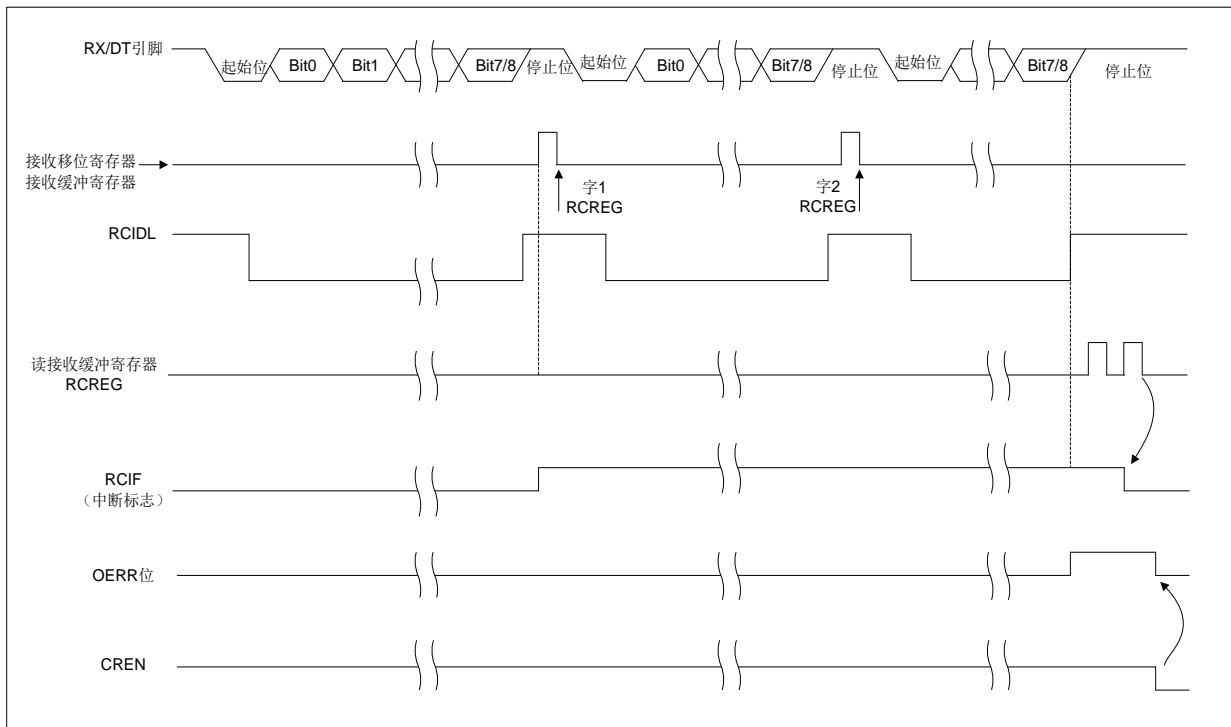 RX/DT引脚
起始位 Bit0 Bit1 Bit7/8 停止位 起始位 Bit0 Bit7/8 停止位 起始位 Bit7/8 停止位
接收移位寄存器
接收缓冲寄存器
字1
RCREG
字2
RCREG
RCIDL
读接收缓冲寄存器
RCREG
RCIF
（中断标志）
OERR位
CREN